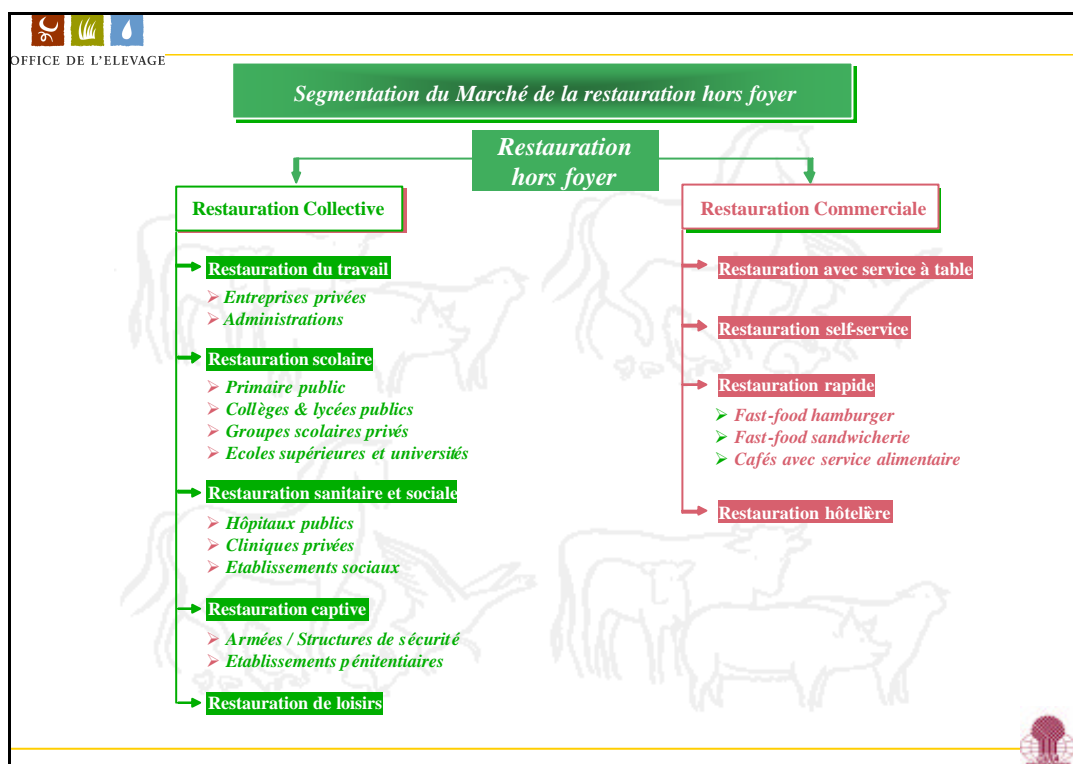 OFFICE DE L'ELEVAGE
Segmentation du Marché de la restauration hors foyer
Restauration
hors foyer
Restauration Collective
Restauration du travail
Entreprises privées
Administrations
Restauration scolaire
Primaire public
Collèges & lycées publics
Groupes scolaires privés
Ecoles supérieures et universités
Restauration sanitaire et sociale
Hôpitaux publics
Cliniques privées
Etablissements sociaux
Restauration captive
Armées / Structures de sécurité
Etablissements pénitentiaires
Restauration de loisirs
Restauration Commerciale
Restauration avec service à table
Restauration self-service
Restauration rapide
Fast-food hamburger
Fast-food sandwicherie
Cafés avec service alimentaire
Restauration hôtelière